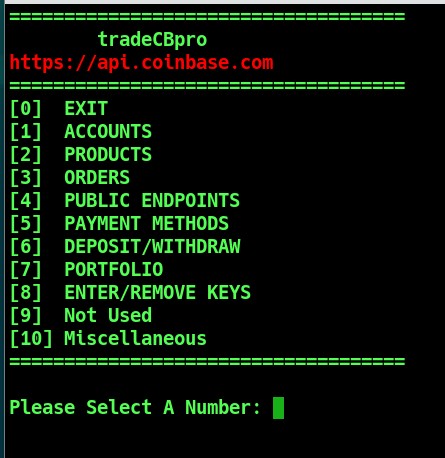 ====================================
tradeCBpro
https://api.coinbase.com
====================================
[0]  EXIT
[1]  ACCOUNTS
[2]  PRODUCTS
[3]  ORDERS
[4]  PUBLIC ENDPOINTS
[5]  PAYMENT METHODS
[6]  DEPOSIT/WITHDRAW
[7]  PORTFOLIO
[8]  ENTER/REMOVE KEYS
[9]  Not Used
[10] Miscellaneous
====================================
Please Select A Number: